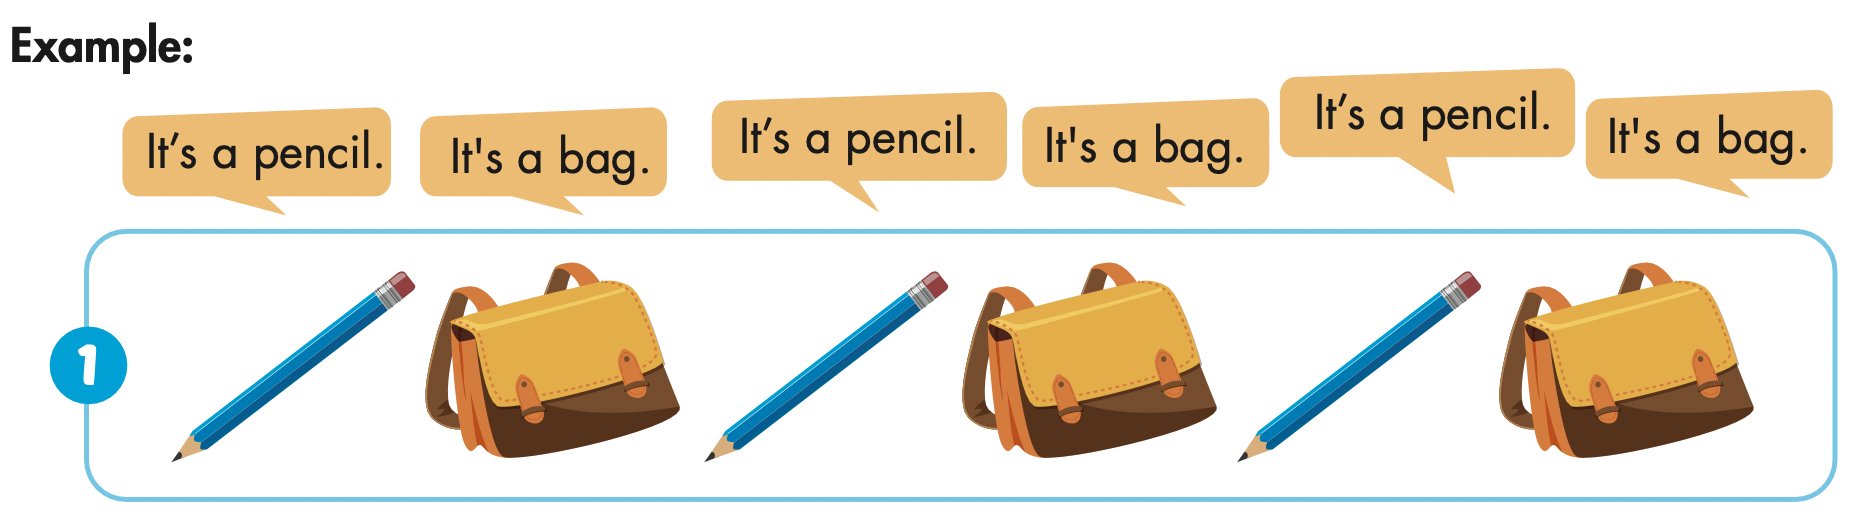 Example:
It’s a pencil.
It's a bag.
It’s a pencil.
It's a bag.
It’s a pencil.
It's a bag.
1